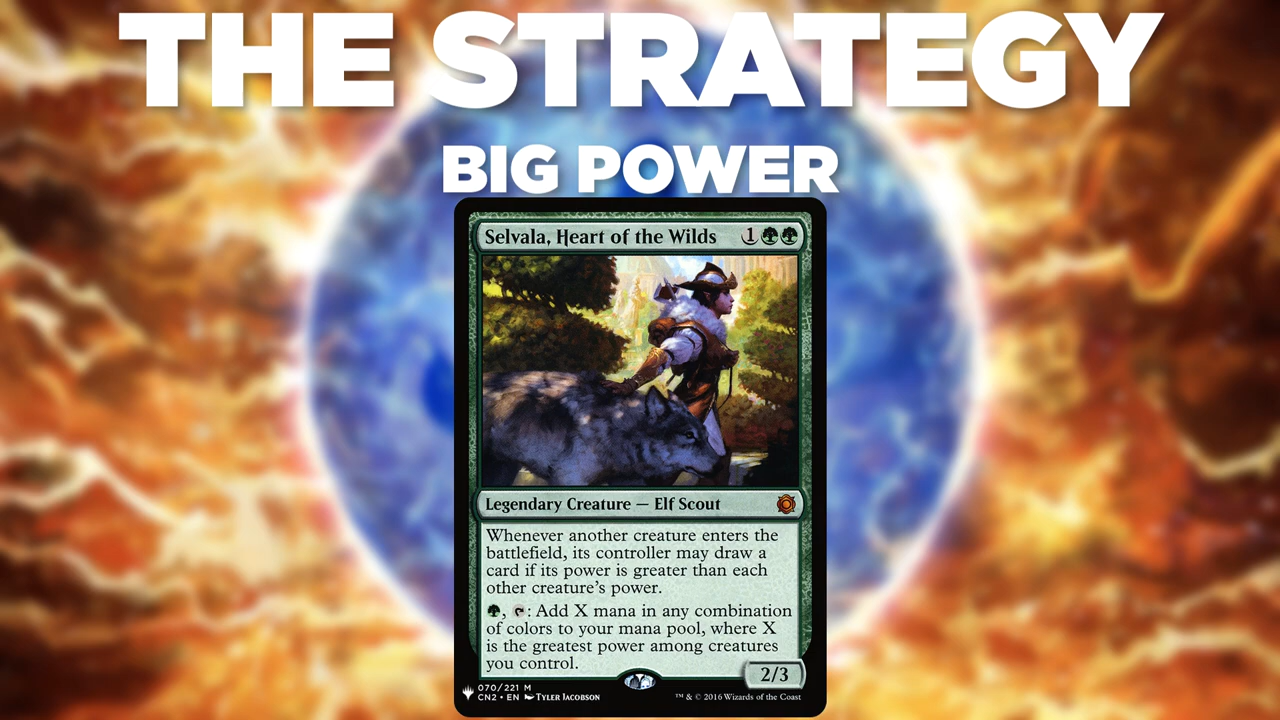 THE STRATEGY
BIG POWER
Selvala, Heart of the Wilds 1
Legendary Creature — Elf Scout
Whenever another creature enters the
battlefield, its controller may draw a
card if its power is greater than each
other creature's power.
, : Add X mana in any combination
of colors to your mana pool, where X
is the greatest power among creatures
you control.
2/3
070/221 M
CN2 • EN Tyler Jacobson
™ & © 2016 Wizards of the Coast